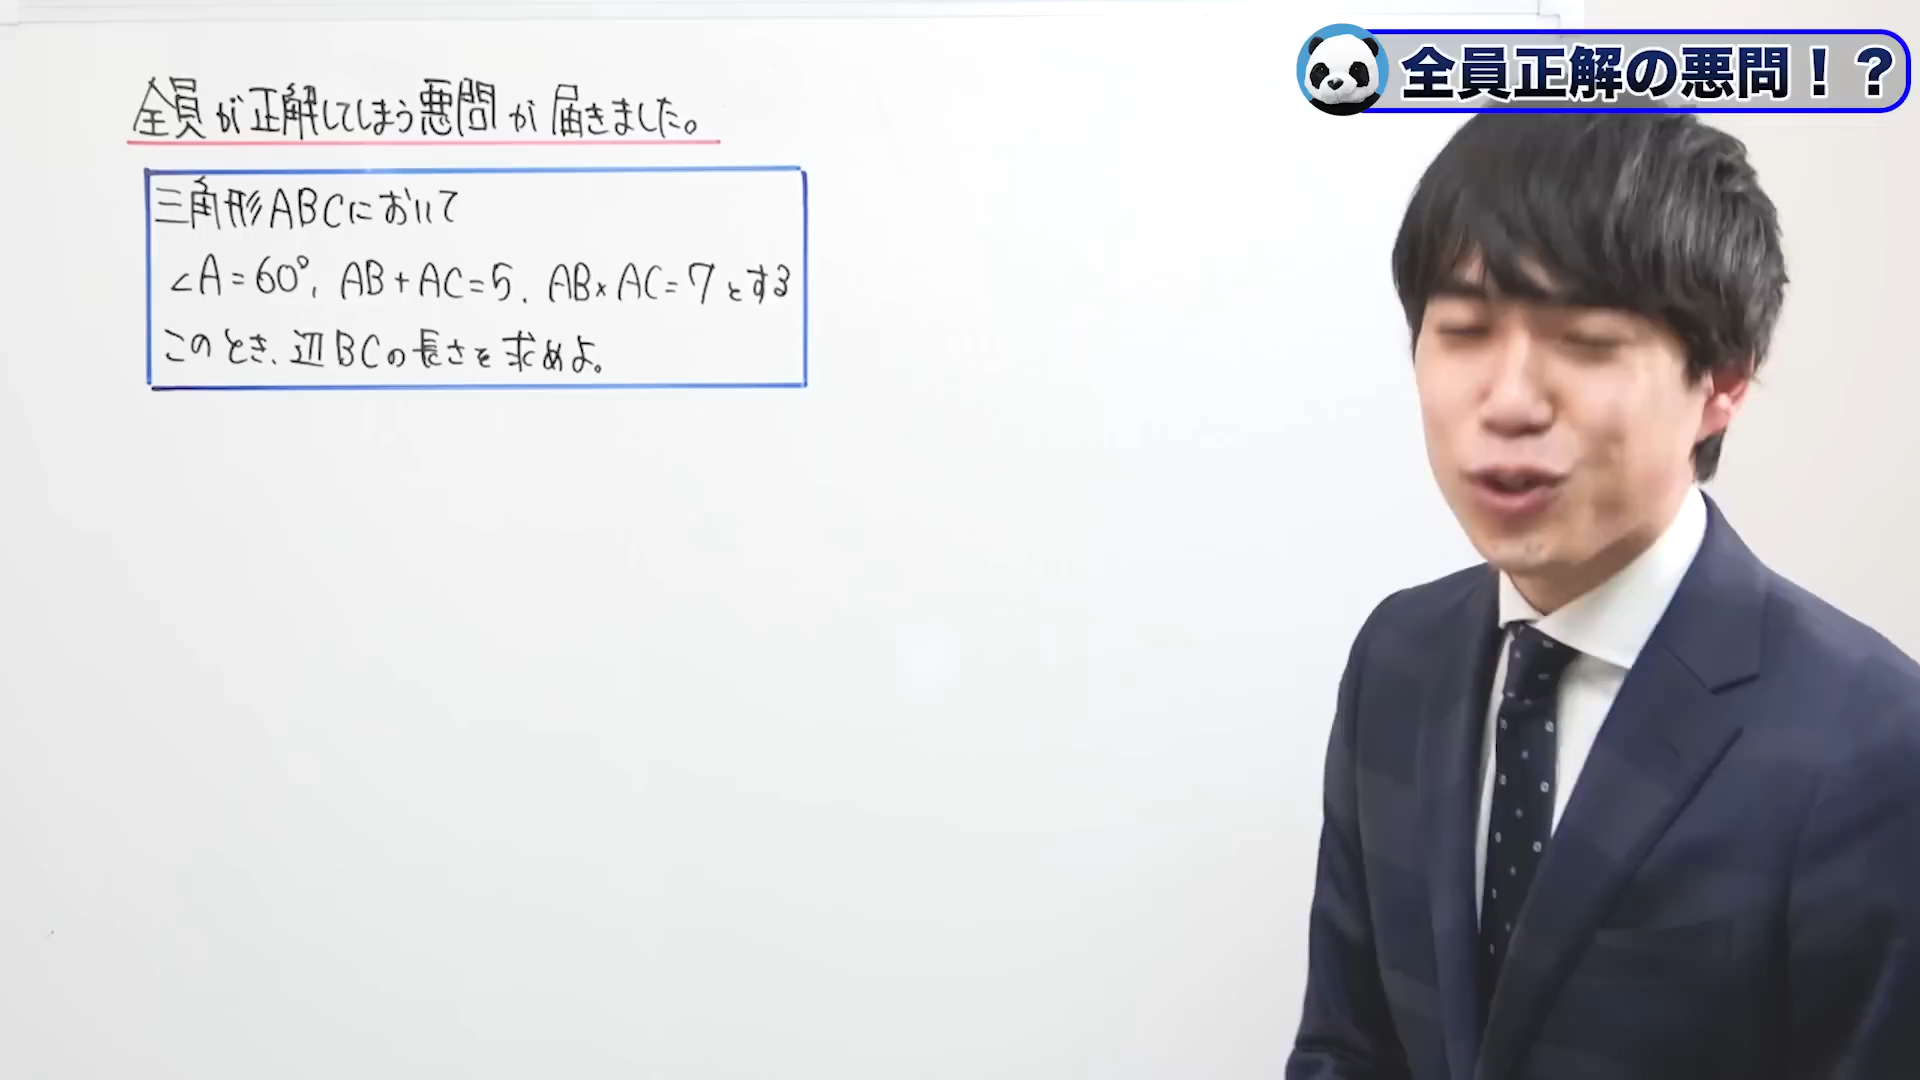 全員正解の悪問！？
全員が正解してしまう悪問が届きました。
三角形ABCにおいて
∠A=60°, AB+AC=5, AB×AC=7とする
このとき、辺BCの長さを求めよ。